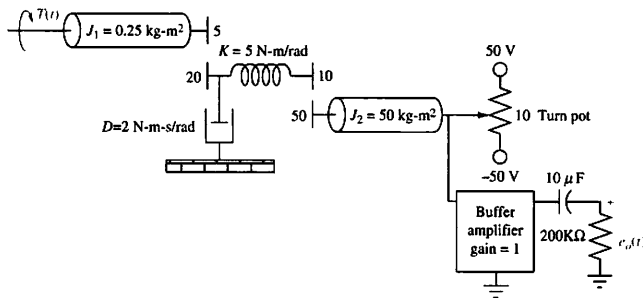 T(t)
J₁ = 0.25 kg-m²
5
K = 5 N-m/rad
20
10
50 V
50
J₂ = 50 kg-m²
10 Turn pot
D=2 N-m-s/rad
–50 V
10 μF
Buffer
amplifier
gain = 1
200KΩ
+
eₒ(t)